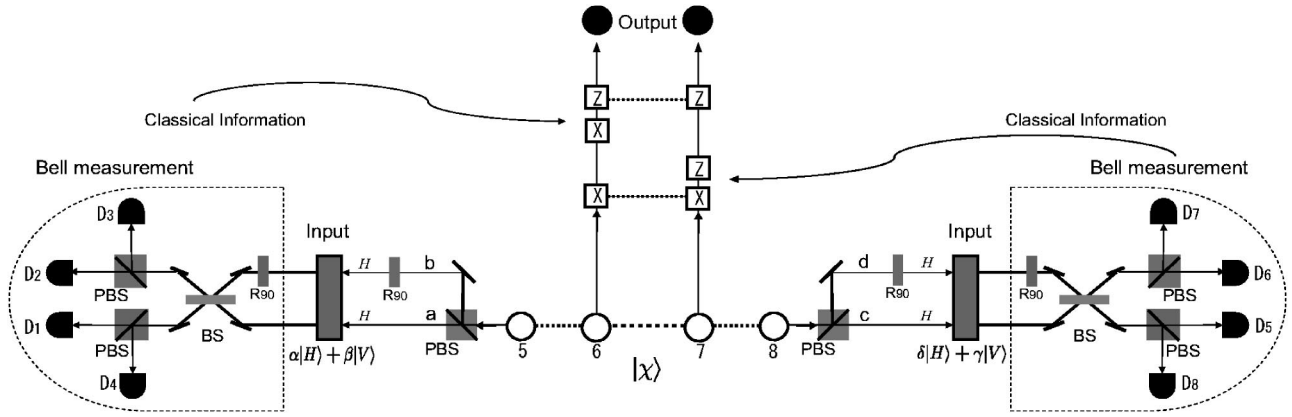 Output
Z Z
Classical Information
Classical Information
X
Bell measurement
Z
Bell measurement
X X
D3
D7
Input
Input
H b
d H
D2
D6
PBS
R90
R90
R90
R90
PBS
H a
c H
D1
D5
PBS
BS
PBS
5 6 7 8
PBS
BS
PBS
D4
α|H⟩ + β|V⟩
|χ⟩
δ|H⟩ + γ|V⟩
D8